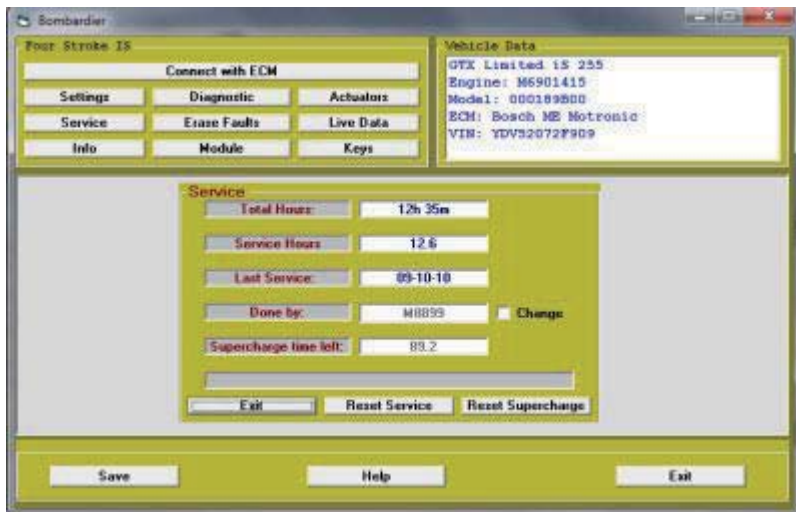 Bombardier
Four Stroke IS
Connect with ECM
Settings Diagnostic Actuators
Service Erase Faults Live Data
Info Module Keys
Vehicle Data
GTX Limited iS 255
Engine: M6901415
Model: 000189B00
ECM: Bosch ME Motronic
VIN: YDV52072F909
Service
Total Hours: 12h 35m
Service Hours 12.6
Last Service: 09-10-10
Done by: M8899 Change
Supercharge time left: 89.2
Exit Reset Service Reset Supercharge
Save Help Exit